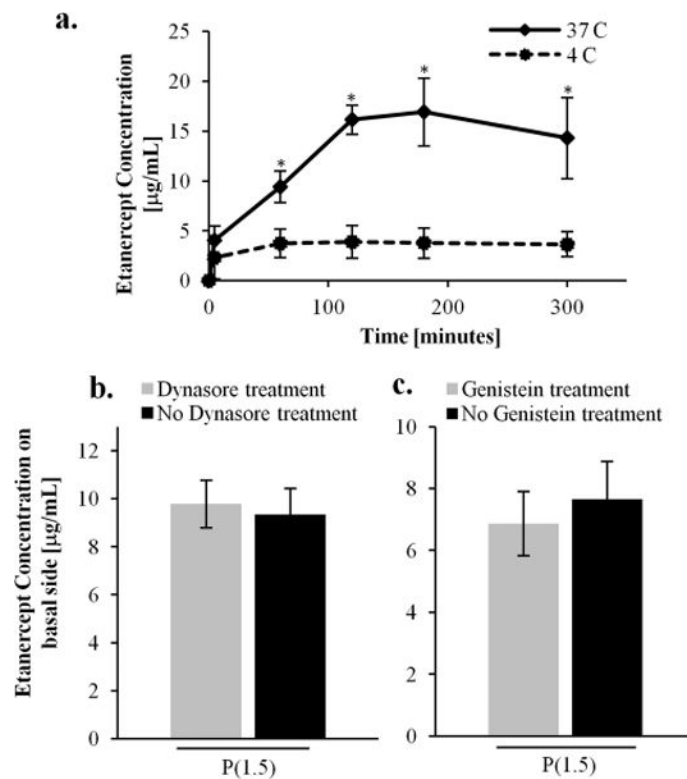 a.
37 C
4 C
Etanercept Concentration
[µg/mL]
25
20
15
10
5
0
*
*
*
*
0
100
200
300
Time [minutes]
b.
Dynasore treatment
No Dynasore treatment
Etanercept Concentration on
basal side [µg/mL]
12
10
8
6
4
2
0
P(1.5)
c.
Genistein treatment
No Genistein treatment
10
8
6
4
2
0
P(1.5)